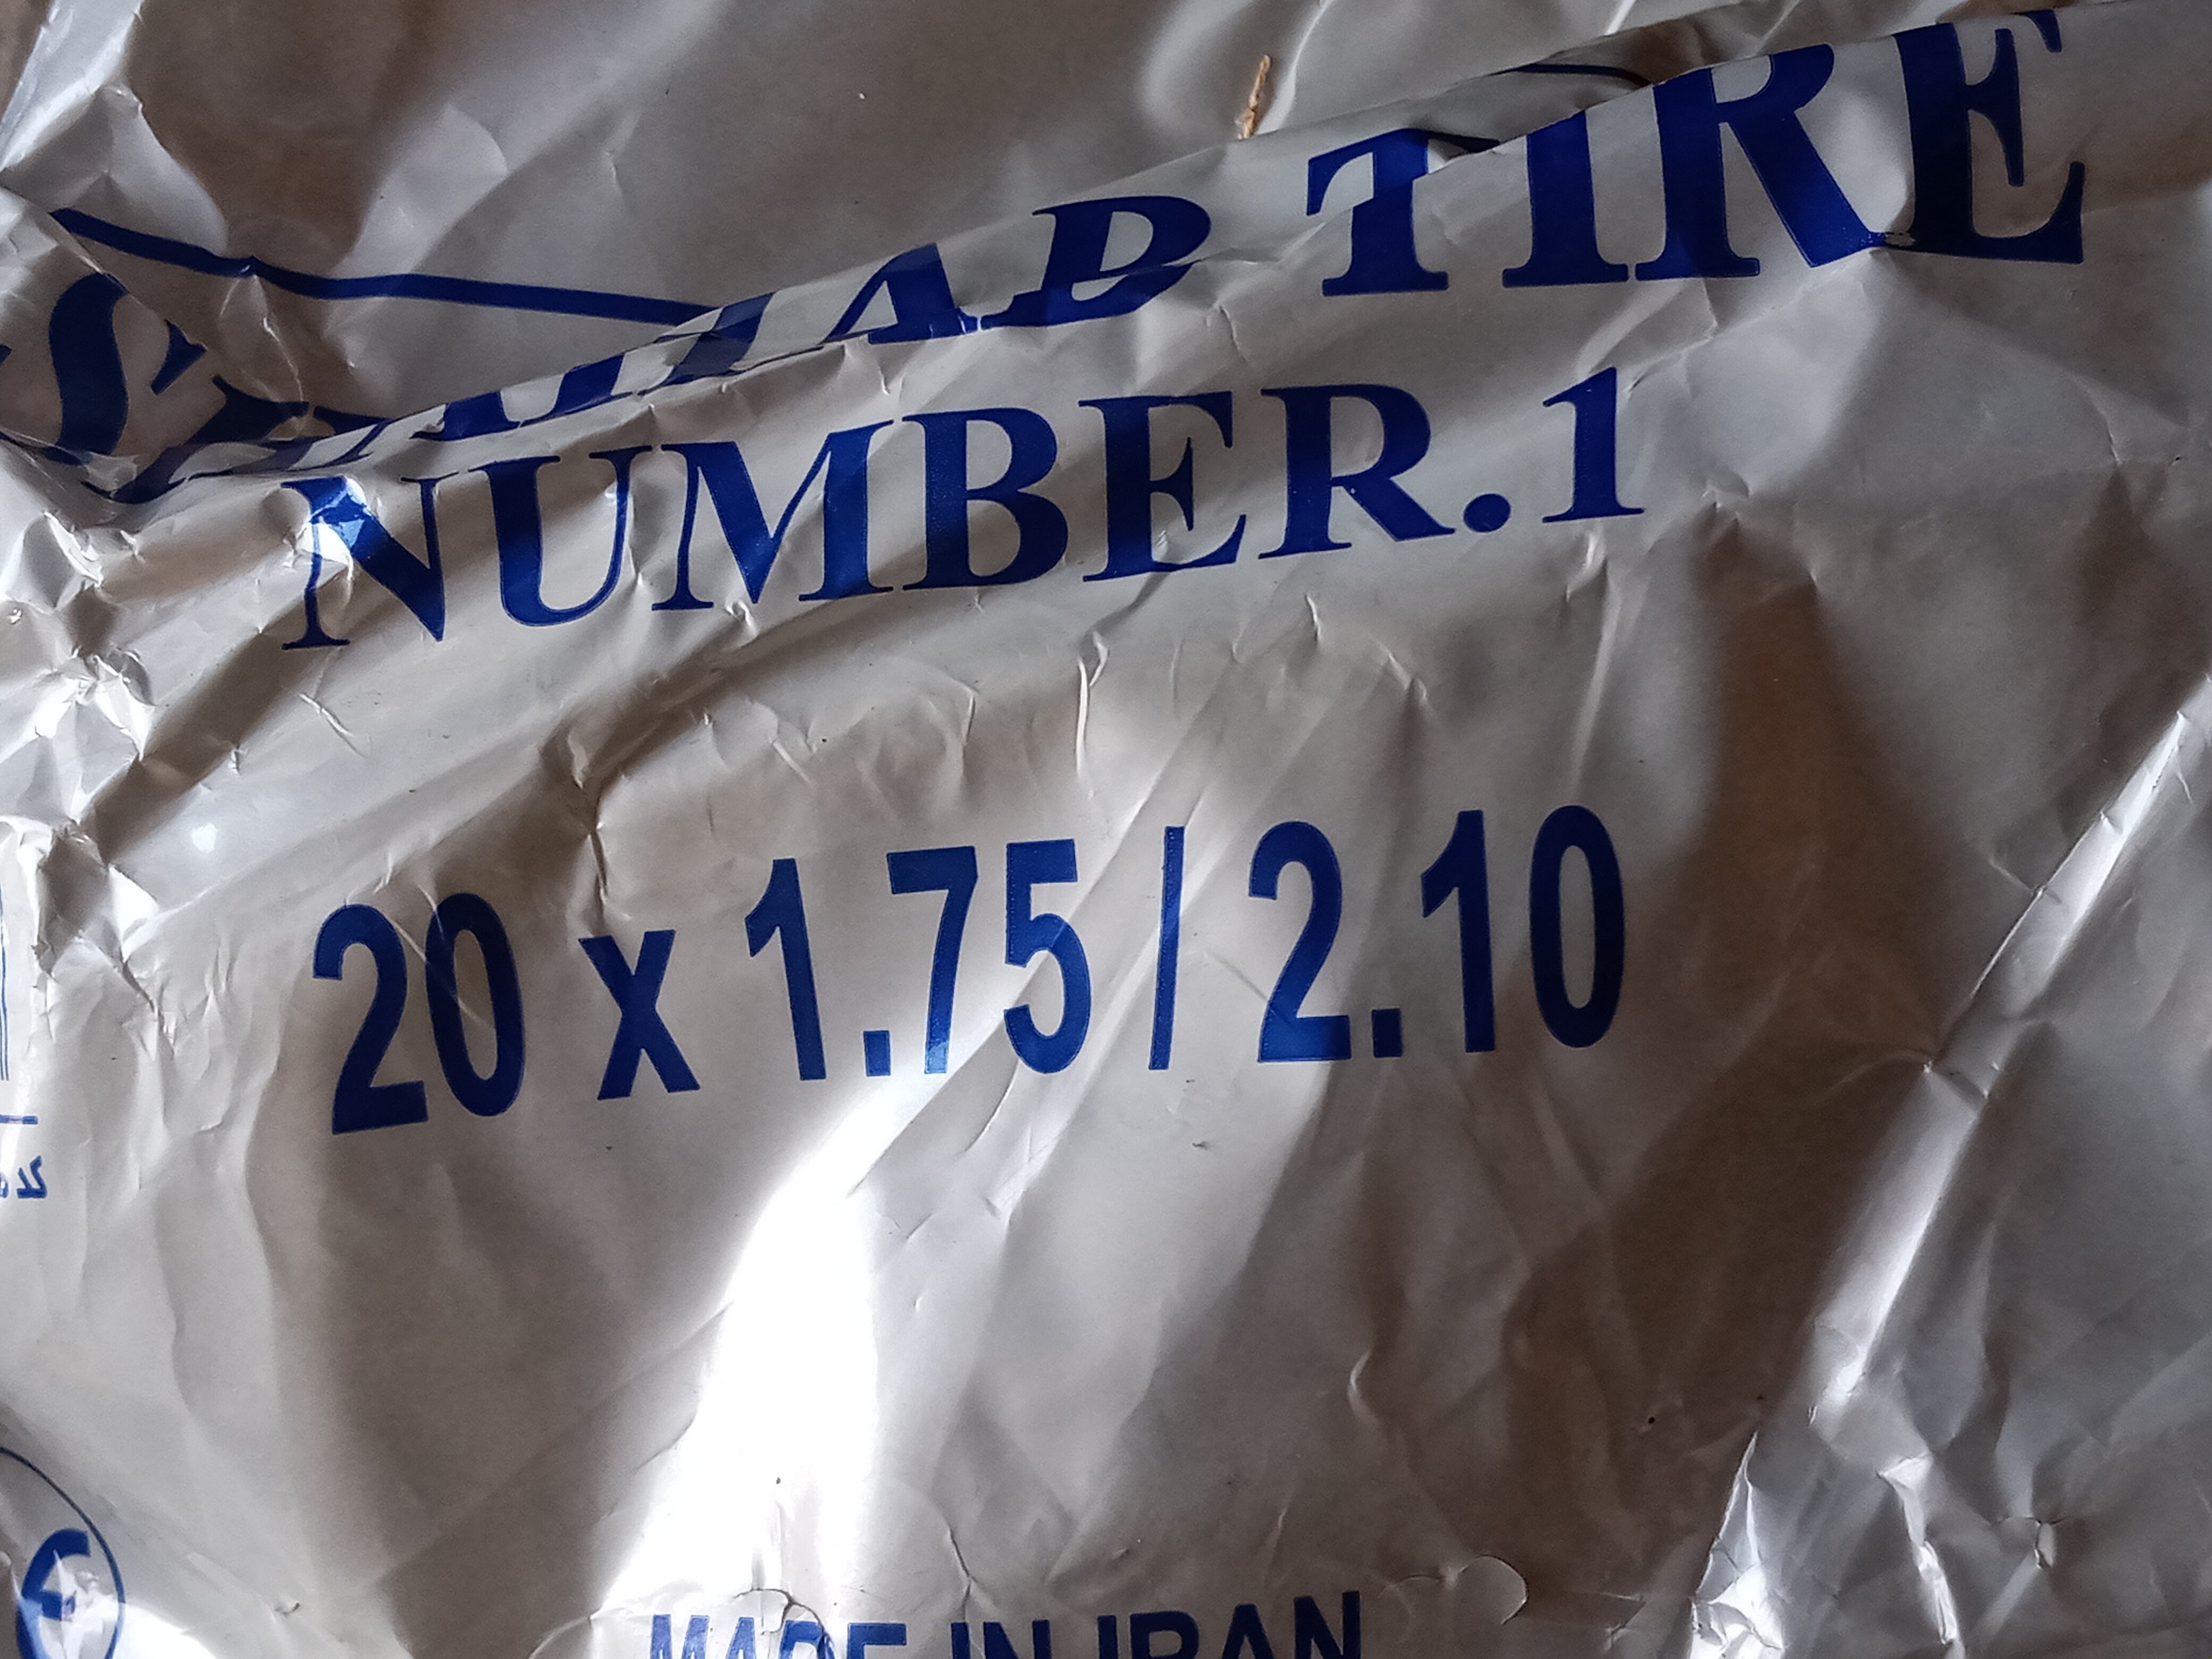 TIRE
NUMBER.1
20 x 1.75 / 2.10
MADE IN IRAN